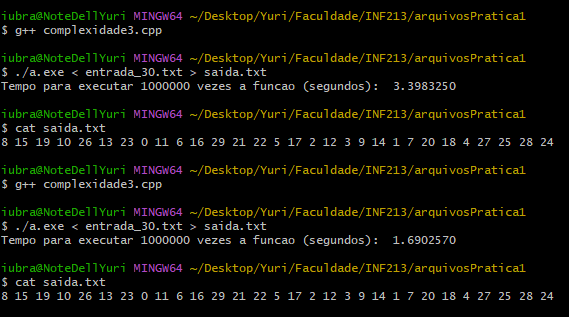 iubra@NoteDellYuri MINGW64 ~/Desktop/Yuri/Faculdade/INF213/arquivosPratica1
$ g++ complexidade3.cpp
iubra@NoteDellYuri MINGW64 ~/Desktop/Yuri/Faculdade/INF213/arquivosPratica1
$ ./a.exe < entrada_30.txt > saida.txt
Tempo para executar 1000000 vezes a funcao (segundos):  3.3983250
iubra@NoteDellYuri MINGW64 ~/Desktop/Yuri/Faculdade/INF213/arquivosPratica1
$ cat saida.txt
8 15 19 10 26 13 23 0 11 6 16 29 21 22 5 17 2 12 3 9 14 1 7 20 18 4 27 25 28 24
iubra@NoteDellYuri MINGW64 ~/Desktop/Yuri/Faculdade/INF213/arquivosPratica1
$ g++ complexidade3.cpp
iubra@NoteDellYuri MINGW64 ~/Desktop/Yuri/Faculdade/INF213/arquivosPratica1
$ ./a.exe < entrada_30.txt > saida.txt
Tempo para executar 1000000 vezes a funcao (segundos):  1.6902570
iubra@NoteDellYuri MINGW64 ~/Desktop/Yuri/Faculdade/INF213/arquivosPratica1
$ cat saida.txt
8 15 19 10 26 13 23 0 11 6 16 29 21 22 5 17 2 12 3 9 14 1 7 20 18 4 27 25 28 24